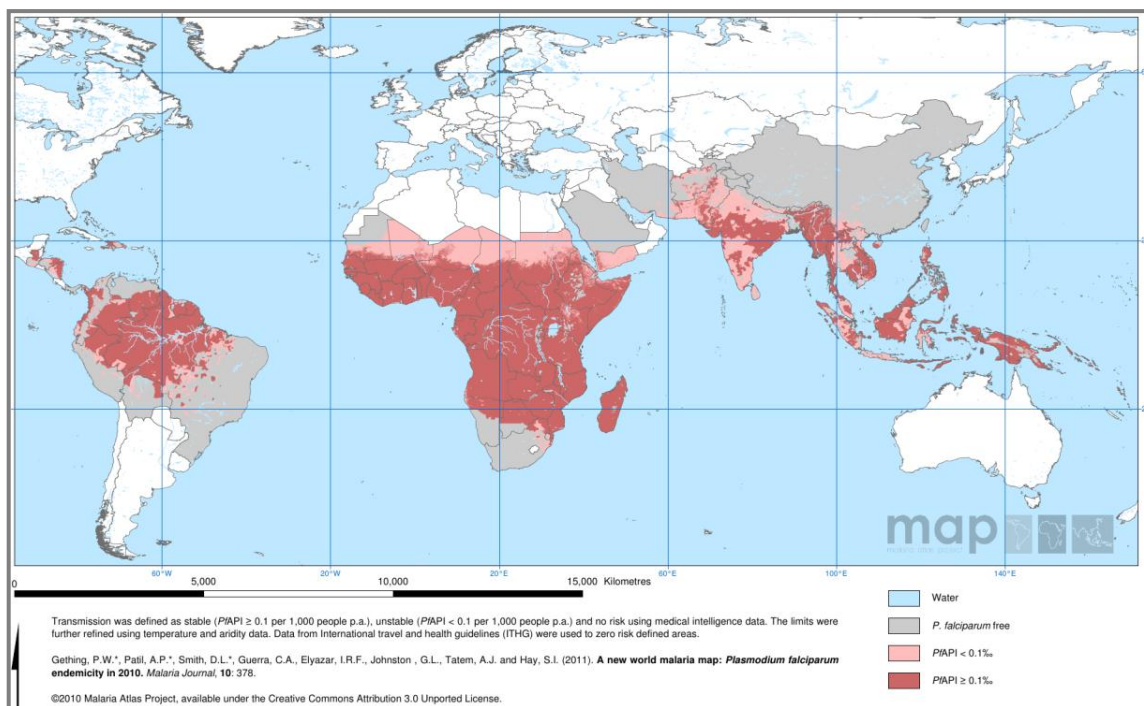 map
malaria atlas project
60°W
20°W
20°E
60°E
100°E
140°E
0
5,000
10,000
15,000 Kilometres
Transmission was defined as stable (PfAPI ≥ 0.1 per 1,000 people p.a.), unstable (PfAPI < 0.1 per 1,000 people p.a.) and no risk using medical intelligence data. The limits were
further refined using temperature and aridity data. Data from International travel and health guidelines (ITHG) were used to zero risk defined areas.
Gething, P.W.*, Patil, A.P.*, Smith, D.L.*, Guerra, C.A., Elyazar, I.R.F., Johnston , G.L., Tatem, A.J. and Hay, S.I. (2011). A new world malaria map: Plasmodium falciparum
endemicity in 2010. Malaria Journal, 10: 378.
©2010 Malaria Atlas Project, available under the Creative Commons Attribution 3.0 Unported License.
Water
P. falciparum free
PfAPI < 0.1‰
PfAPI ≥ 0.1‰